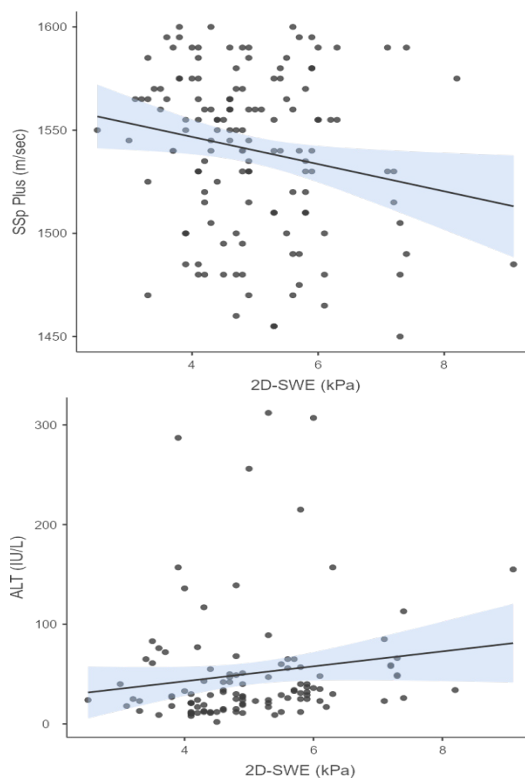 SSp Plus (m/sec)
1600
1550
1500
1450
4 6 8
2D-SWE (kPa)
ALT (IU/L)
300
200
100
0
4 6 8
2D-SWE (kPa)